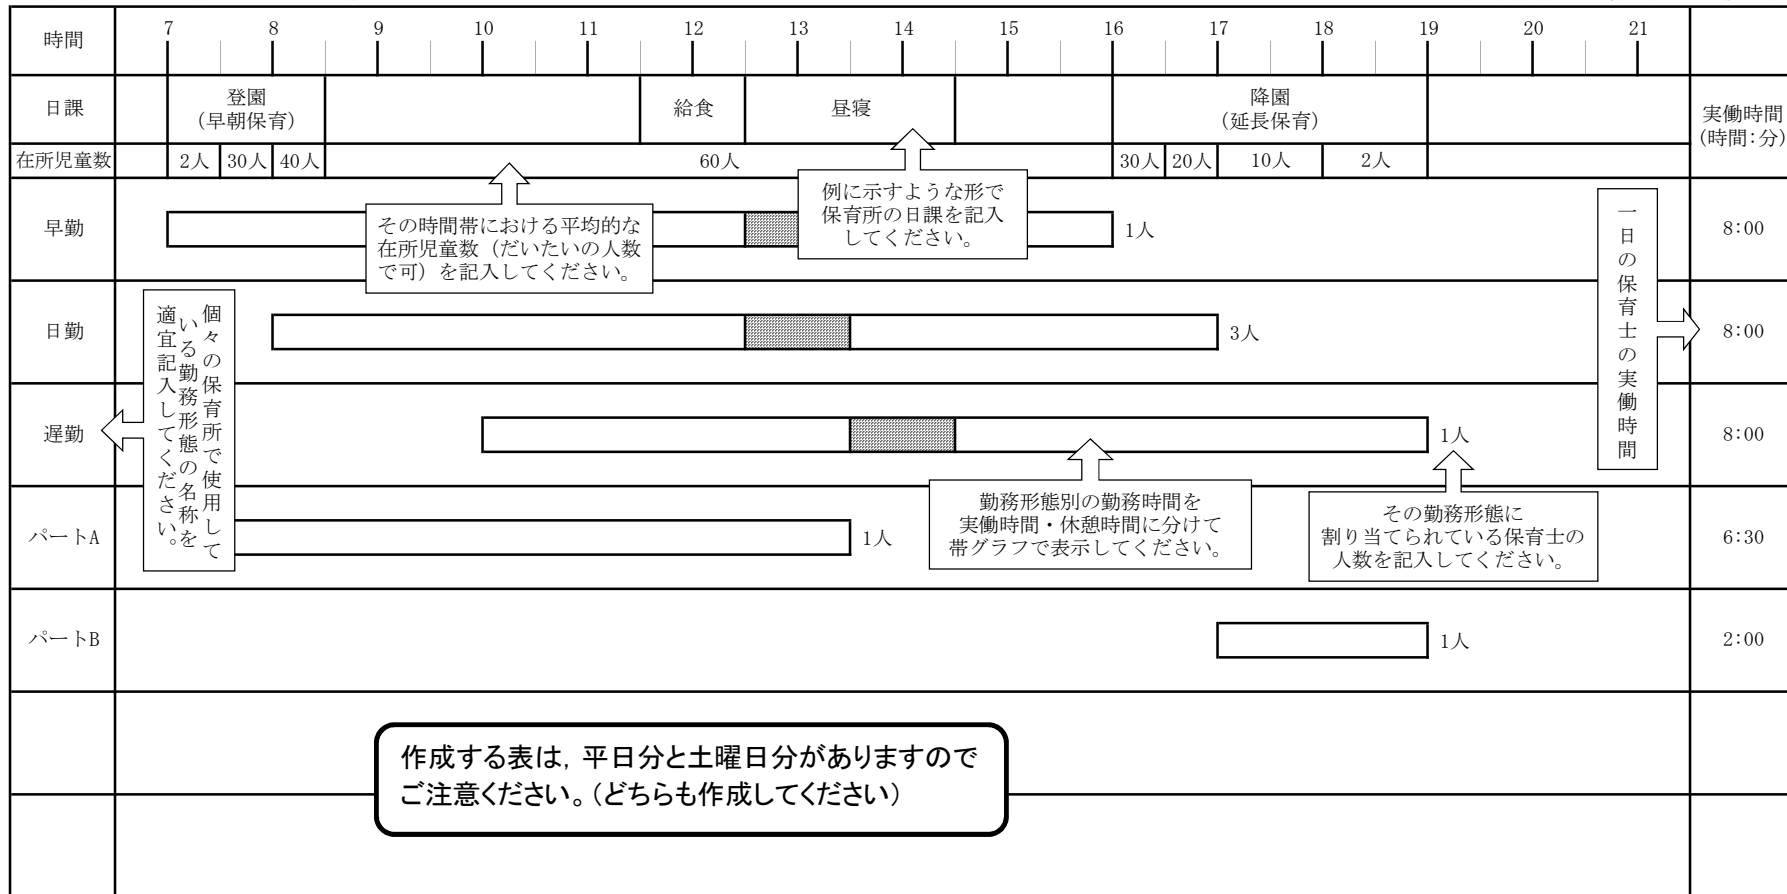 時間 7 8 9 10 11 12 13 14 15 16 17 18 19 20 21
日課
登園
(早朝保育)
給食
昼寝
降園
(延長保育)
実働時間
(時間:分)
在所児童数 2人 30人 40人 60人 30人 20人 10人 2人
その時間帯における平均的な
在所児童数(だいたいの人数
で可)を記入してください。
例に示すような形で
保育所の日課を記入
してください。
早勤 1人 8:00
一日の保育士の実働時間
日勤 3人 8:00
個々の保育所で使用して
いる勤務形態の名称を
適宜記入してください。
遅勤 1人 8:00
勤務形態別の勤務時間を
実働時間・休憩時間に分けて
帯グラフで表示してください。
その勤務形態に
割り当てられている保育士の
人数を記入してください。
パートA 1人 6:30
パートB 1人 2:00
作成する表は,平日分と土曜日分がありますので
ご注意ください。(どちらも作成してください)